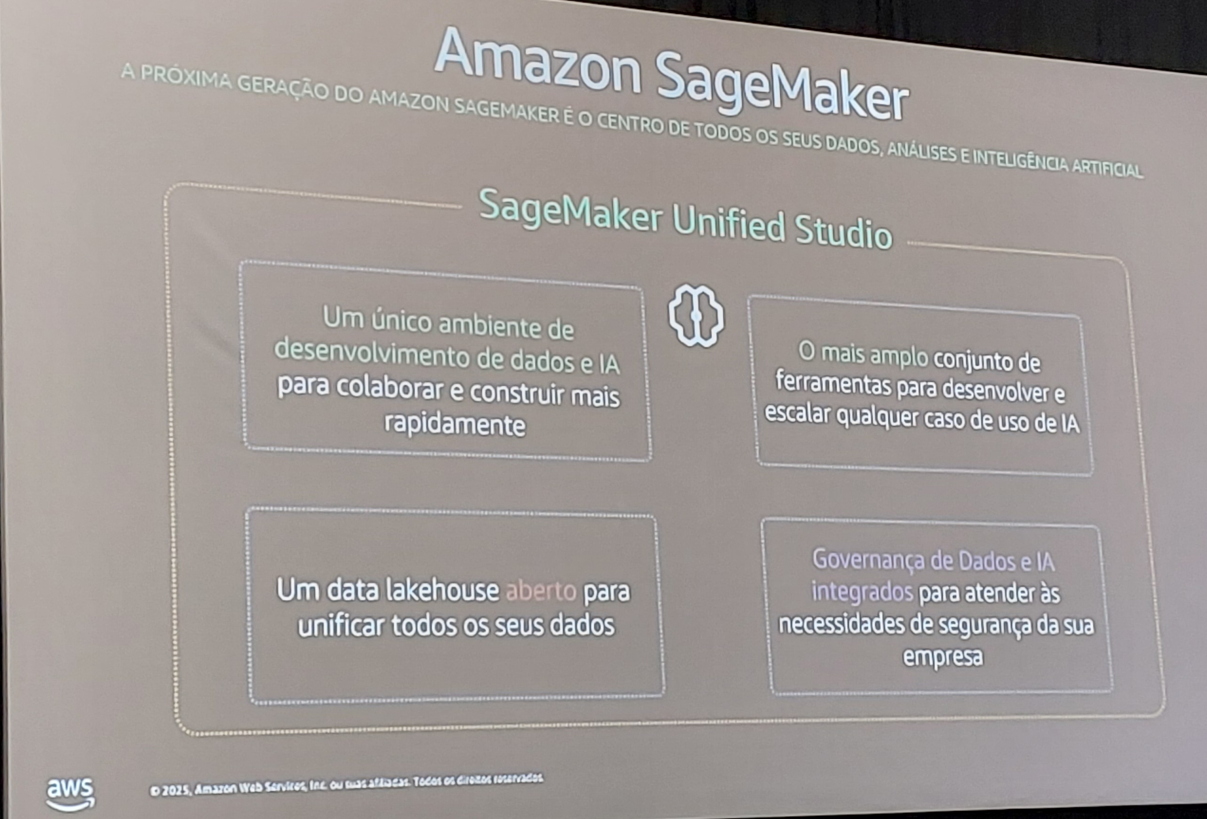 Amazon SageMaker
A PRÓXIMA GERAÇÃO DO AMAZON SAGEMAKER É O CENTRO DE TODOS OS SEUS DADOS, ANÁLISES E INTELIGÊNCIA ARTIFICIAL
SageMaker Unified Studio
Um único ambiente de
desenvolvimento de dados e IA
para colaborar e construir mais
rapidamente
O mais amplo conjunto de
ferramentas para desenvolver e
escalar qualquer caso de uso de IA
Um data lakehouse aberto para
unificar todos os seus dados
Governança de Dados e IA
integrados para atender às
necessidades de segurança da sua
empresa
aws
© 2025, Amazon Web Services, Inc. ou suas afiliadas. Todos os direitos reservados.